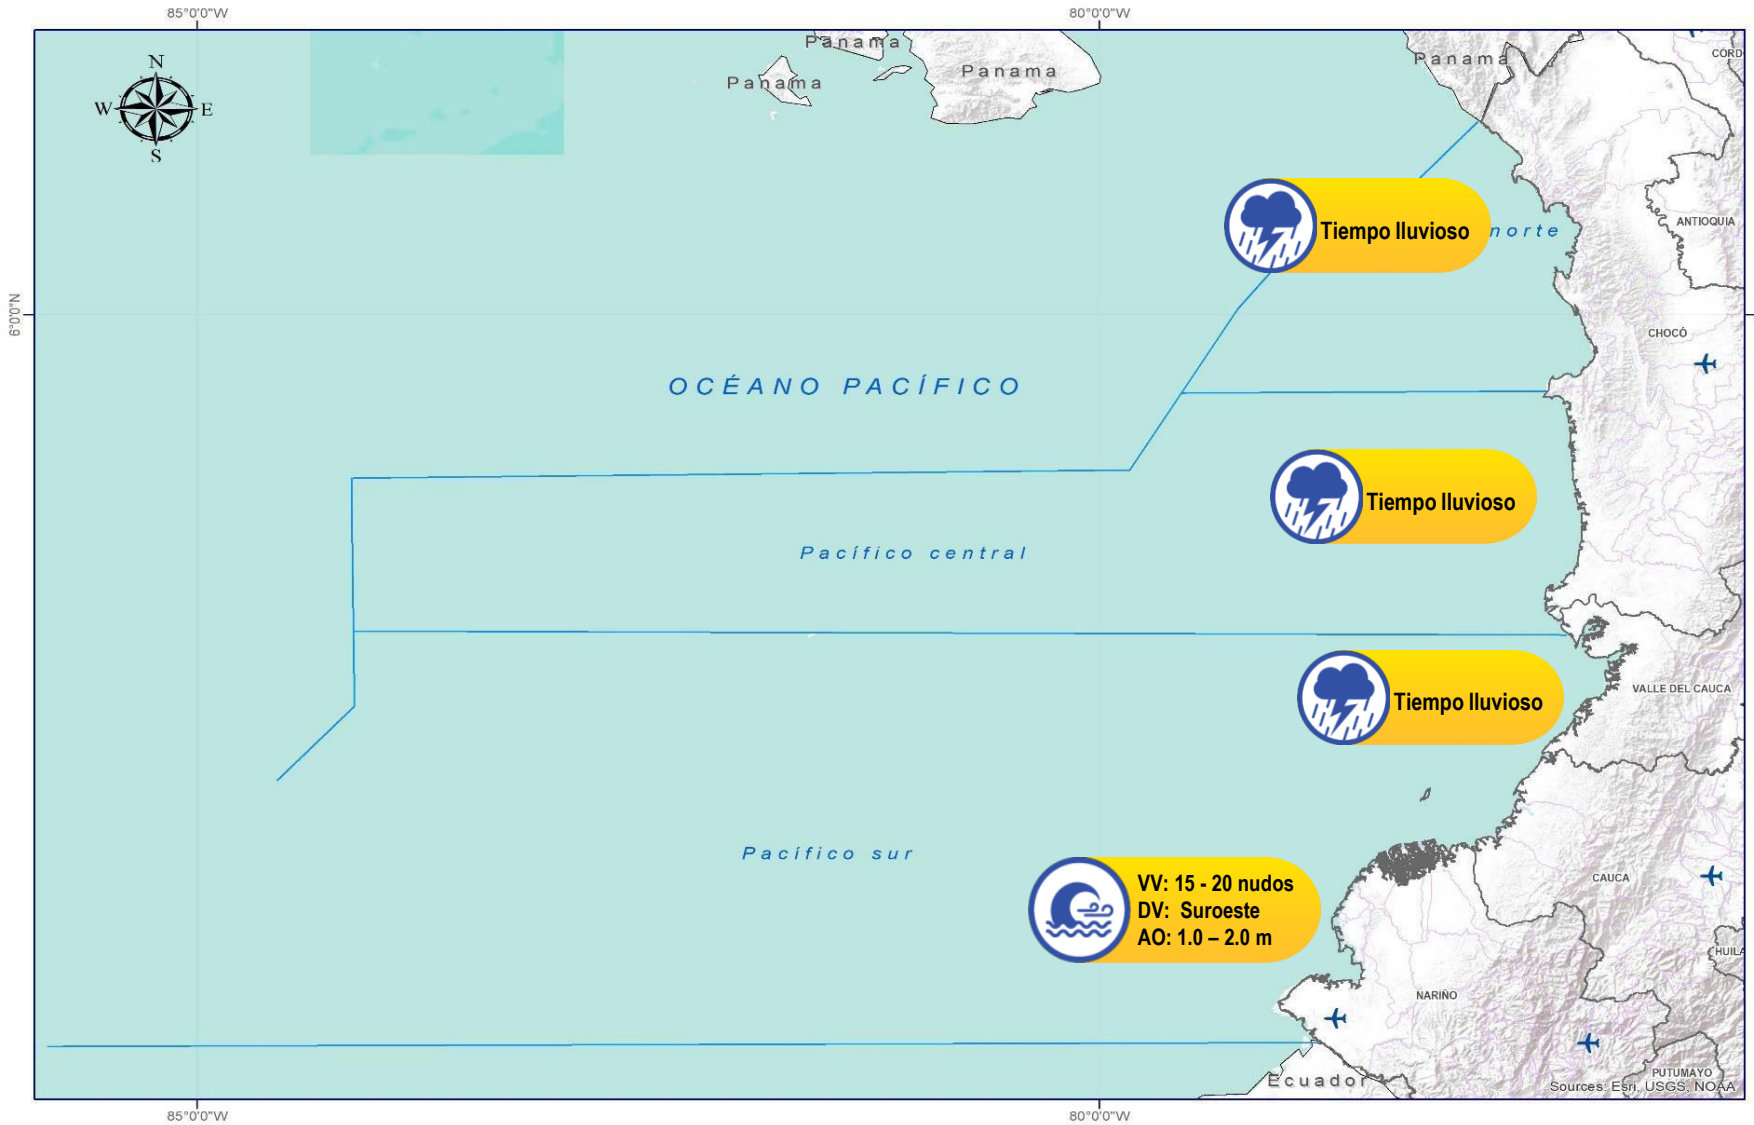 85°0'0"W
80°0'0"W
N
W
E
S
Panama
Panama
Panama
Panamá
CÓRD
6°0'0"N
ANTIOQUIA
Tiempo lluvioso
norte
CHOCÓ
OCÉANO PACÍFICO
Tiempo lluvioso
Pacífico central
VALLE DEL CAUCA
Tiempo lluvioso
Pacífico sur
VV: 15 - 20 nudos
DV: Suroeste
AO: 1.0 – 2.0 m
CAUCA
HUILA
NARIÑO
PUTUMAYO
Ecuador
Sources: Esri, USGS, NOAA
85°0'0"W
80°0'0"W